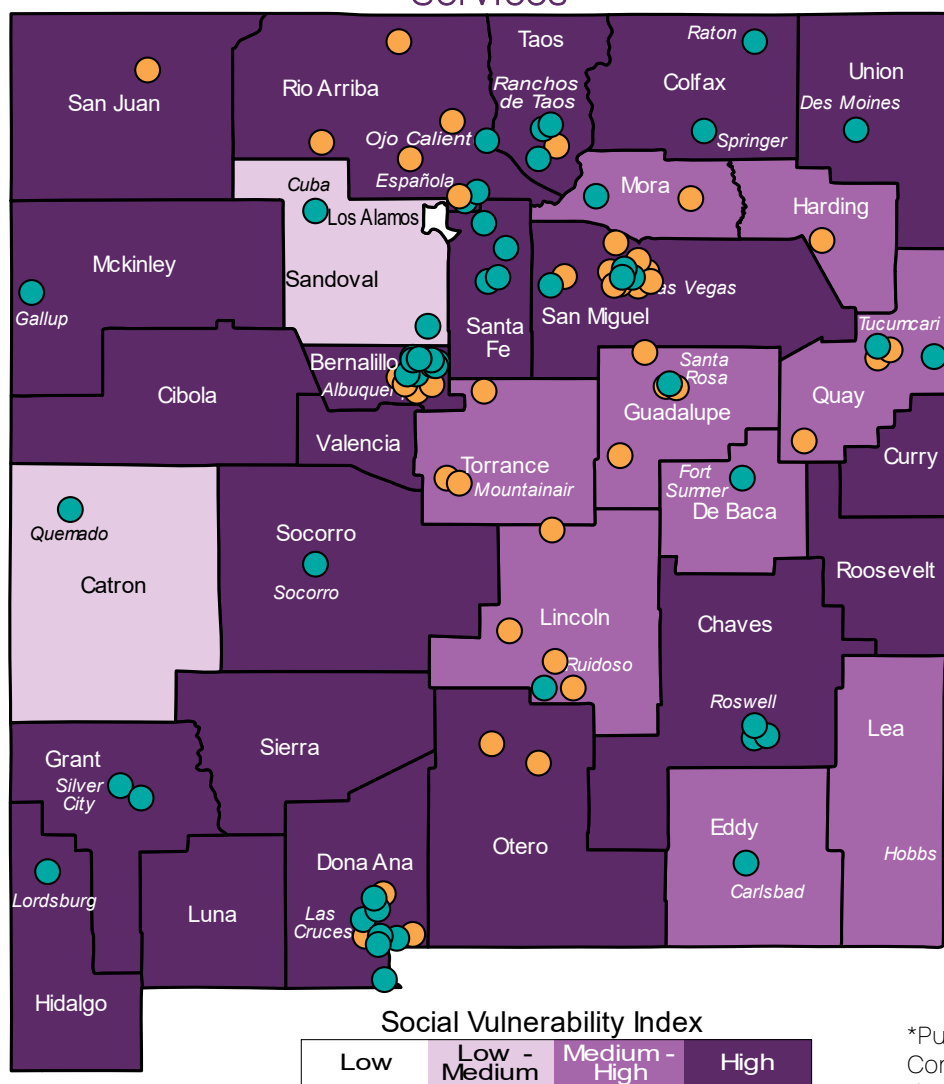 Services
Taos
Raton
San Juan
Rio Arriba
Ranchos
de Taos
Colfax
Union
Des Moines
Ojo Calient
Springer
Española
Cuba
Mora
Harding
Los Alamos
Mckinley
Sandoval
Gallup
as Vegas
San Miguel
Santa
Fe
Tucumcari
Bernalillo
Albuquer
Santa
Rosa
Cibola
Guadalupe
Quay
Valencia
Curry
Torrance
Mountainair
Fort
Sumner
De Baca
Quemado
Socorro
Catron
Socorro
Roosevelt
Lincoln
Chaves
Ruidoso
Roswell
Lea
Grant
Sierra
Silver
City
Eddy
Otero
Hobbs
Dona Ana
Carlsbad
Lordsburg
Luna
Las
Cruces
Hidalgo
Social Vulnerability Index
Low
Low -
Medium
Medium -
High
High
*Pu
Cor